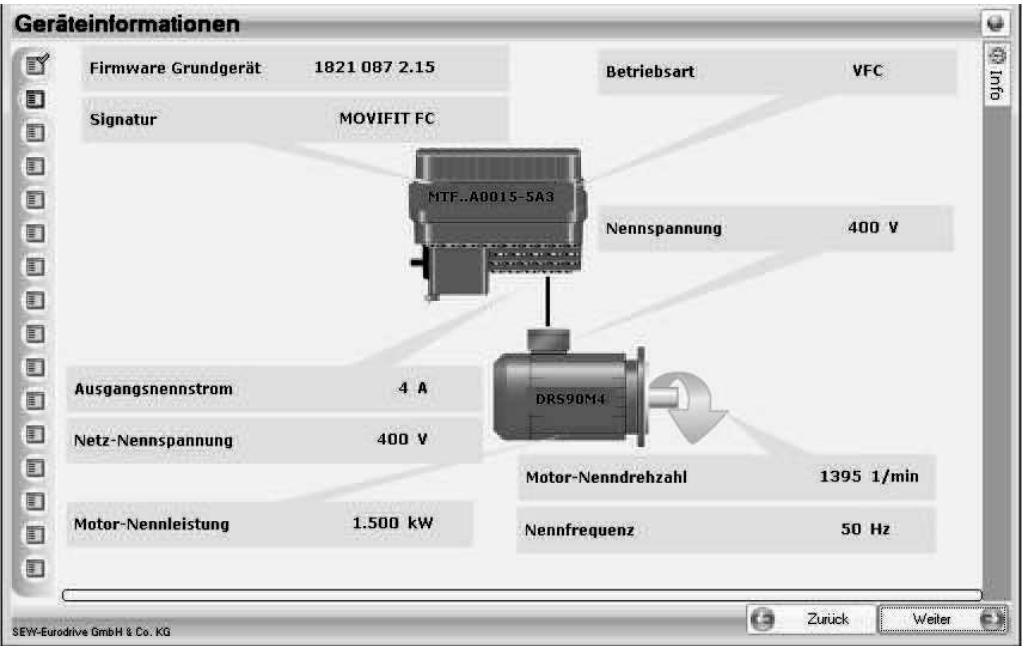 Geräteinformationen
Info
Firmware Grundgerät 1821 087 2.15
Betriebsart VFC
Signatur MOVIFIT FC
MTF..A0015-5A3
Nennspannung 400 V
Ausgangsnennstrom 4 A
DRS90M4
Netz-Nennspannung 400 V
Motor-Nenndrehzahl 1395 1/min
Motor-Nennleistung 1.500 kW
Nennfrequenz 50 Hz
Zurück Weiter
SEW-Eurodrive GmbH & Co. KG